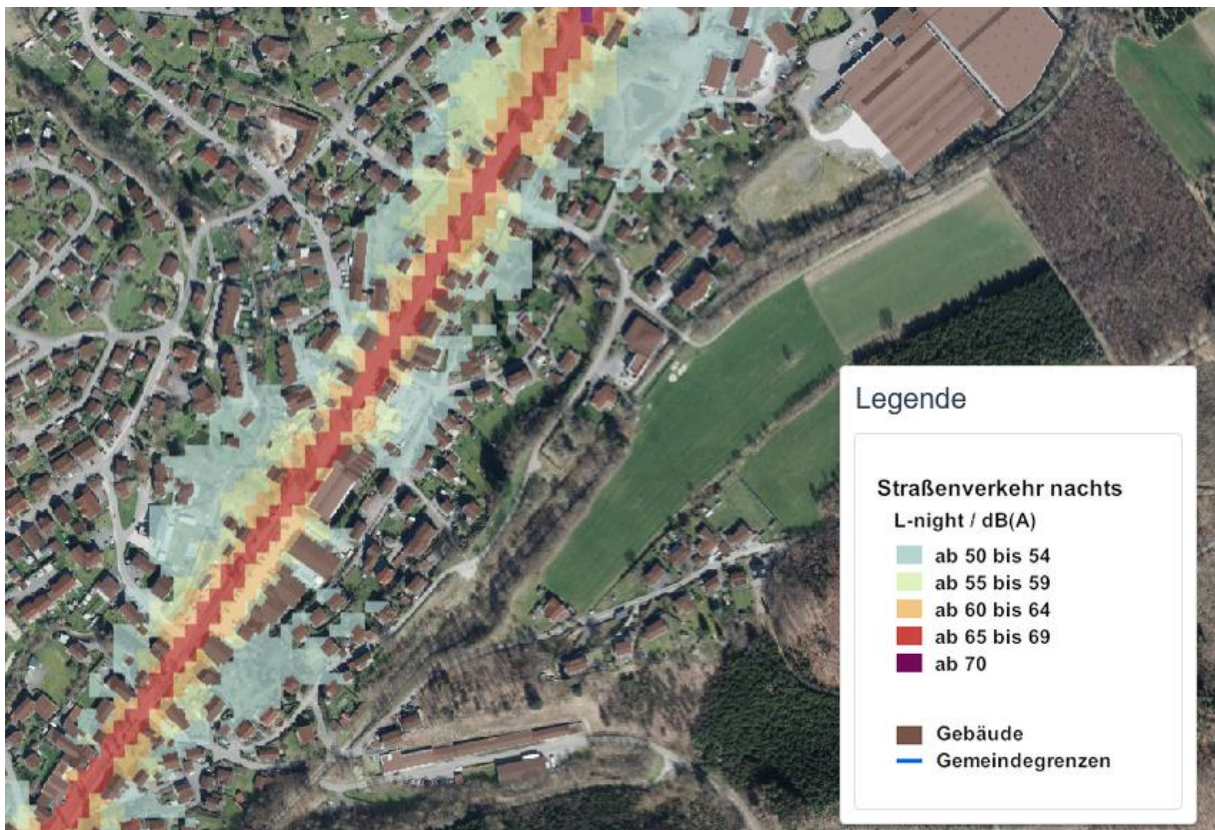 Legende
Straßenverkehr nachts
L-night / dB(A)
ab 50 bis 54
ab 55 bis 59
ab 60 bis 64
ab 65 bis 69
ab 70
Gebäude
Gemeindegrenzen